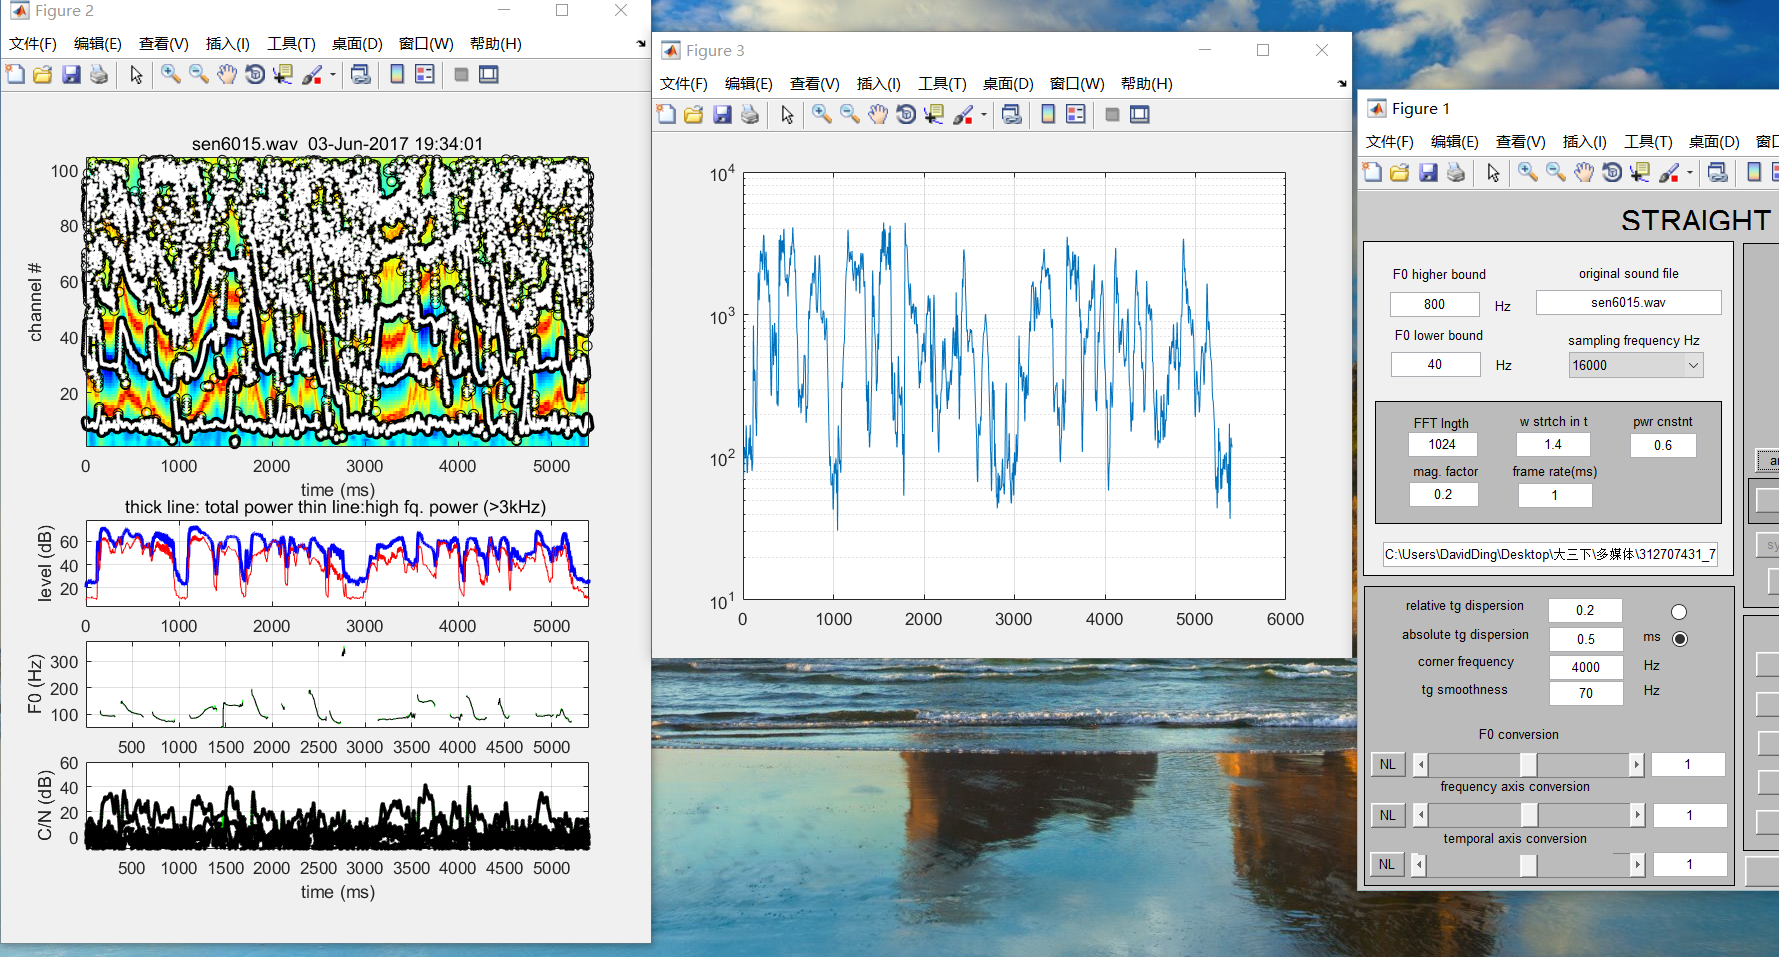 Figure 2
文件(F) 编辑(E) 查看(V) 插入(I) 工具(T) 桌面(D) 窗口(W) 帮助(H)
sen6015.wav 03-Jun-2017 19:34:01
100
80
60
40
20
channel #
0 1000 2000 3000 4000 5000
time (ms)
thick line: total power thin line:high fq. power (>3kHz)
60
40
20
level (dB)
0 1000 2000 3000 4000 5000
300
200
100
F0 (Hz)
500 1000 1500 2000 2500 3000 3500 4000 4500 5000
60
40
20
0
C/N (dB)
500 1000 1500 2000 2500 3000 3500 4000 4500 5000
time (ms)
Figure 3
文件(F) 编辑(E) 查看(V) 插入(I) 工具(T) 桌面(D) 窗口(W) 帮助(H)
10⁴
10³
10²
10¹
0 1000 2000 3000 4000 5000 6000
Figure 1
文件(F) 编辑(E) 查看(V) 插入(I) 工具(T) 桌面(D) 窗口
STRAIGHT
F0 higher bound
800 Hz
F0 lower bound
40 Hz
original sound file
sen6015.wav
sampling frequency Hz
16000
FFT lngth w strtch in t pwr cnstnt
1024 1.4 0.6
mag. factor frame rate(ms)
0.2 1
C:\Users\DavidDing\Desktop\大三下\多媒体\312707431_7
relative tg dispersion 0.2
absolute tg dispersion 0.5 ms
corner frequency 4000 Hz
tg smoothness 70 Hz
F0 conversion
NL 1
frequency axis conversion
NL 1
temporal axis conversion
NL 1
sy